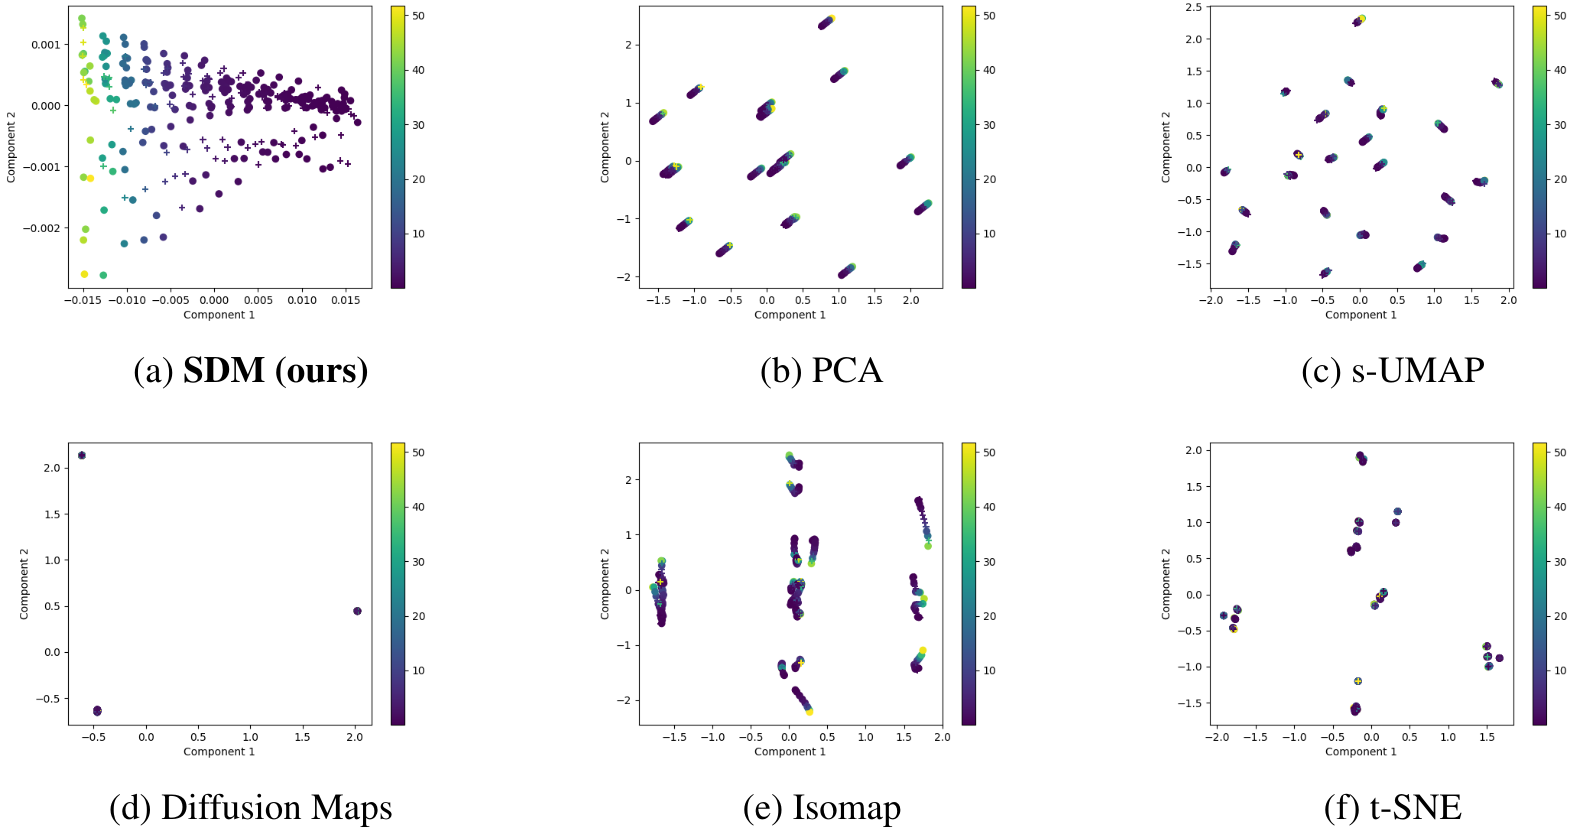 0.001
0.000
−0.001
−0.002
Component 2
−0.015 −0.010 −0.005 0.000 0.005 0.010 0.015
Component 1
50
40
30
20
10
(a) SDM (ours)
2
1
0
−1
−2
Component 2
−1.5 −1.0 −0.5 0.0 0.5 1.0 1.5 2.0
Component 1
50
40
30
20
10
(b) PCA
2.5
2.0
1.5
1.0
0.5
0.0
−0.5
−1.0
−1.5
Component 2
−2.0 −1.5 −1.0 −0.5 0.0 0.5 1.0 1.5 2.0
Component 1
50
40
30
20
10
(c) s-UMAP
2.0
1.5
1.0
0.5
0.0
−0.5
Component 2
−0.5 0.0 0.5 1.0 1.5 2.0
Component 1
50
40
30
20
10
(d) Diffusion Maps
2
1
0
−1
−2
Component 2
−1.5 −1.0 −0.5 0.0 0.5 1.0 1.5 2.0
Component 1
50
40
30
20
10
(e) Isomap
2.0
1.5
1.0
0.5
0.0
−0.5
−1.0
−1.5
Component 2
−2.0 −1.5 −1.0 −0.5 0.0 0.5 1.0 1.5
Component 1
50
40
30
20
10
(f) t-SNE